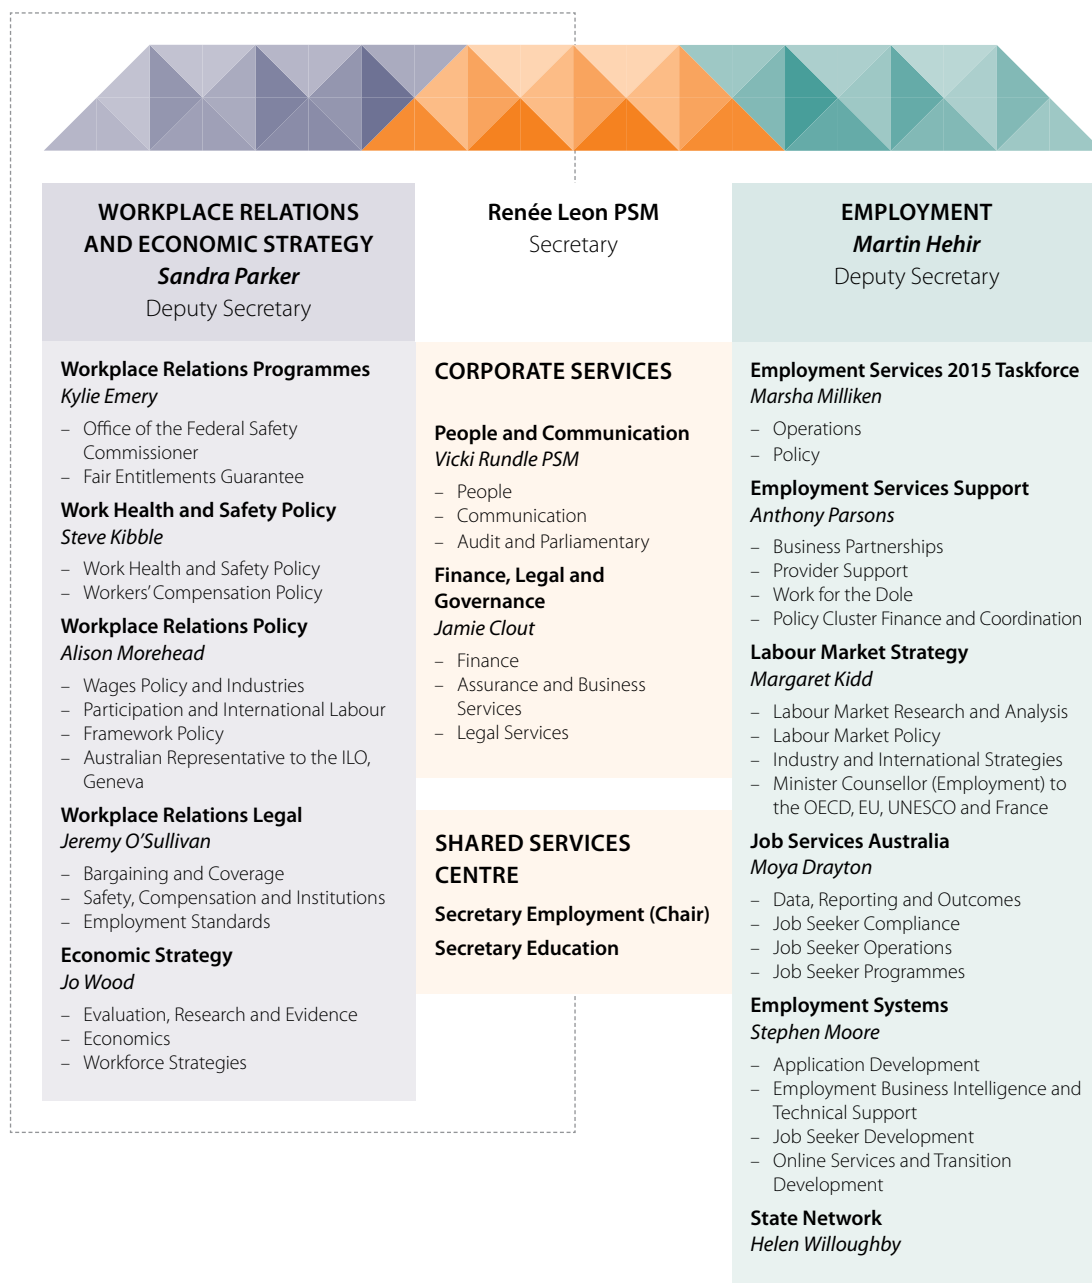 WORKPLACE RELATIONS
AND ECONOMIC STRATEGY
Sandra Parker
Deputy Secretary
Workplace Relations Programmes
Kylie Emery
– Office of the Federal Safety
Commissioner
– Fair Entitlements Guarantee
Work Health and Safety Policy
Steve Kibble
– Work Health and Safety Policy
– Workers’ Compensation Policy
Workplace Relations Policy
Alison Morehead
– Wages Policy and Industries
– Participation and International Labour
– Framework Policy
– Australian Representative to the ILO,
Geneva
Workplace Relations Legal
Jeremy O’Sullivan
– Bargaining and Coverage
– Safety, Compensation and Institutions
– Employment Standards
Economic Strategy
Jo Wood
– Evaluation, Research and Evidence
– Economics
– Workforce Strategies
Renée Leon PSM
Secretary
CORPORATE SERVICES
People and Communication
Vicki Rundle PSM
– People
– Communication
– Audit and Parliamentary
Finance, Legal and
Governance
Jamie Clout
– Finance
– Assurance and Business
Services
– Legal Services
SHARED SERVICES
CENTRE
Secretary Employment (Chair)
Secretary Education
EMPLOYMENT
Martin Hehir
Deputy Secretary
Employment Services 2015 Taskforce
Marsha Milliken
– Operations
– Policy
Employment Services Support
Anthony Parsons
– Business Partnerships
– Provider Support
– Work for the Dole
– Policy Cluster Finance and Coordination
Labour Market Strategy
Margaret Kidd
– Labour Market Research and Analysis
– Labour Market Policy
– Industry and International Strategies
– Minister Counsellor (Employment) to
the OECD, EU, UNESCO and France
Job Services Australia
Moya Drayton
– Data, Reporting and Outcomes
– Job Seeker Compliance
– Job Seeker Operations
– Job Seeker Programmes
Employment Systems
Stephen Moore
– Application Development
– Employment Business Intelligence and
Technical Support
– Job Seeker Development
– Online Services and Transition
Development
State Network
Helen Willoughby